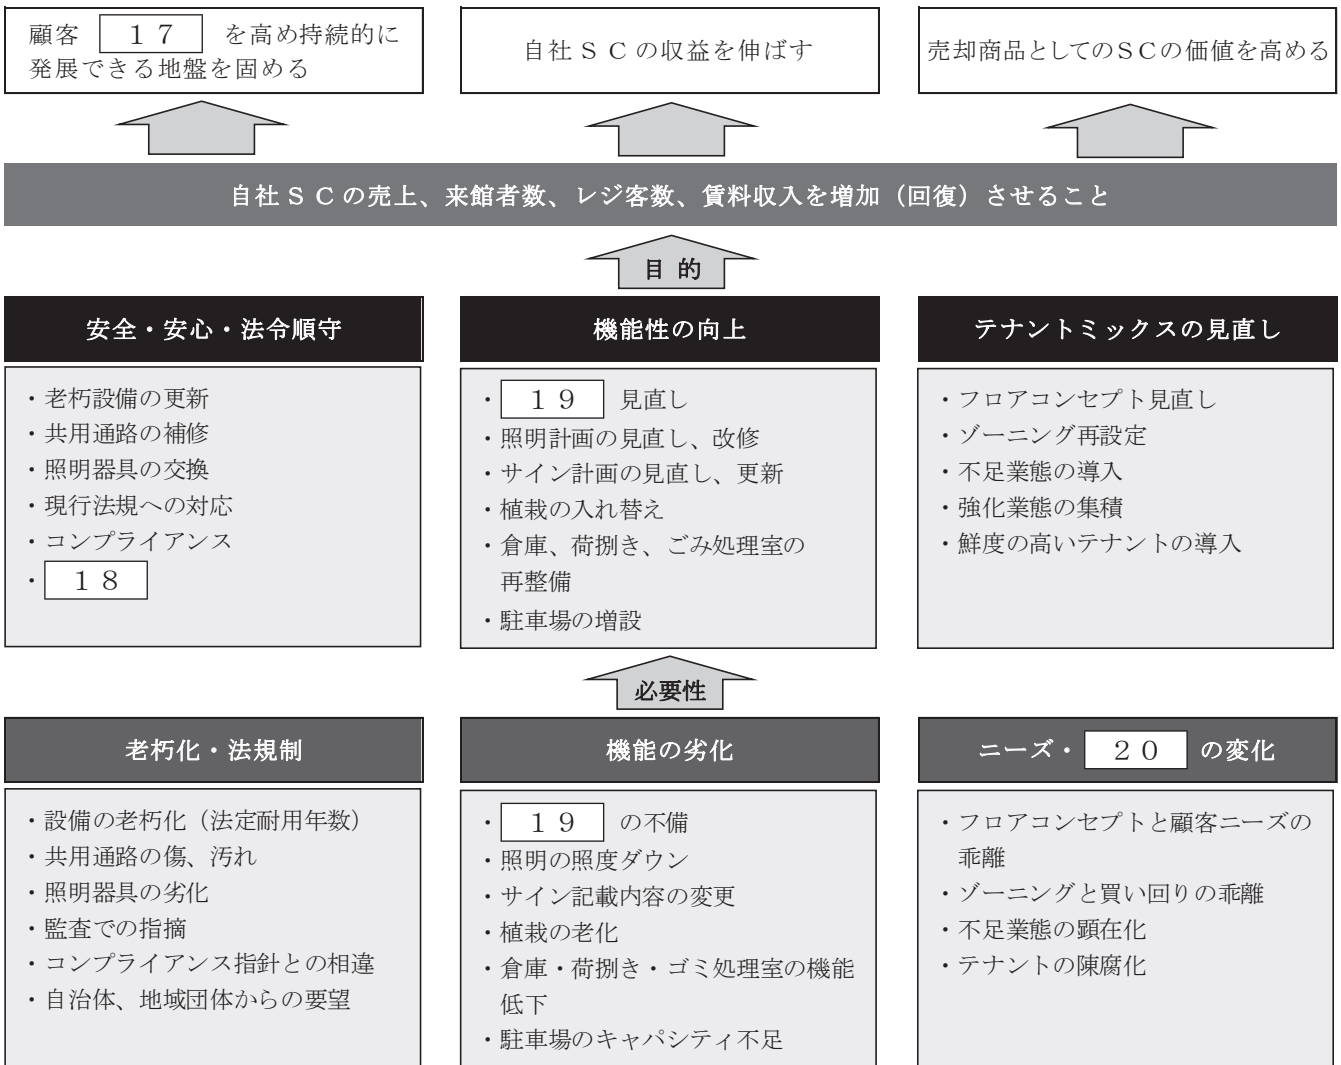 顧客 １７ を高め持続的に
発展できる地盤を固める
自社ＳＣの収益を伸ばす
売却商品としてのSCの価値を高める
自社ＳＣの売上、来館者数、レジ客数、賃料収入を増加（回復）させること
目 的
安全・安心・法令順守
・老朽設備の更新
・共用通路の補修
・照明器具の交換
・現行法規への対応
・コンプライアンス
・ １８
機能性の向上
・ １９ 見直し
・照明計画の見直し、改修
・サイン計画の見直し、更新
・植栽の入れ替え
・倉庫、荷捌き、ごみ処理室の
再整備
・駐車場の増設
テナントミックスの見直し
・フロアコンセプト見直し
・ゾーニング再設定
・不足業態の導入
・強化業態の集積
・鮮度の高いテナントの導入
必要性
老朽化・法規制
・設備の老朽化（法定耐用年数）
・共用通路の傷、汚れ
・照明器具の劣化
・監査での指摘
・コンプライアンス指針との相違
・自治体、地域団体からの要望
機能の劣化
・ １９ の不備
・照明の照度ダウン
・サイン記載内容の変更
・植栽の老化
・倉庫・荷捌き・ゴミ処理室の機能
低下
・駐車場のキャパシティ不足
ニーズ・ ２０ の変化
・フロアコンセプトと顧客ニーズの
乖離
・ゾーニングと買い回りの乖離
・不足業態の顕在化
・テナントの陳腐化